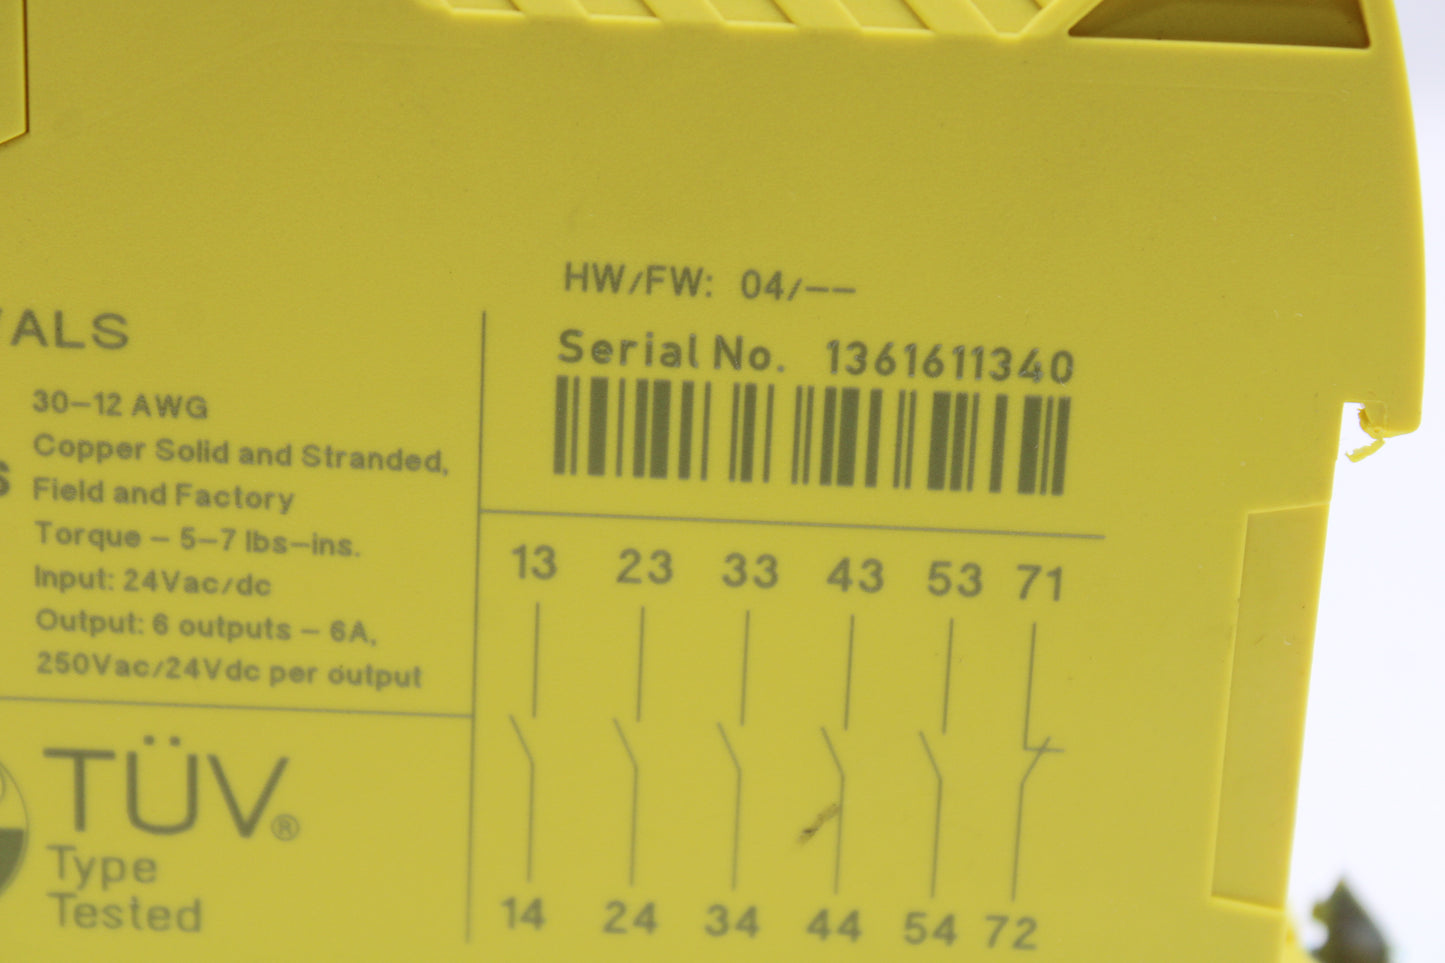 HW/FW: 04/--
Serial No. 1361611340
VALS
30-12 AWG
Copper Solid and Stranded,
S Field and Factory
Torque - 5-7 lbs-ins.
Input: 24Vac/dc
Output: 6 outputs - 6A,
250Vac/24Vdc per output
13 23 33 43 53 71
14 24 34 44 54 72
TÜV®
Type
Tested